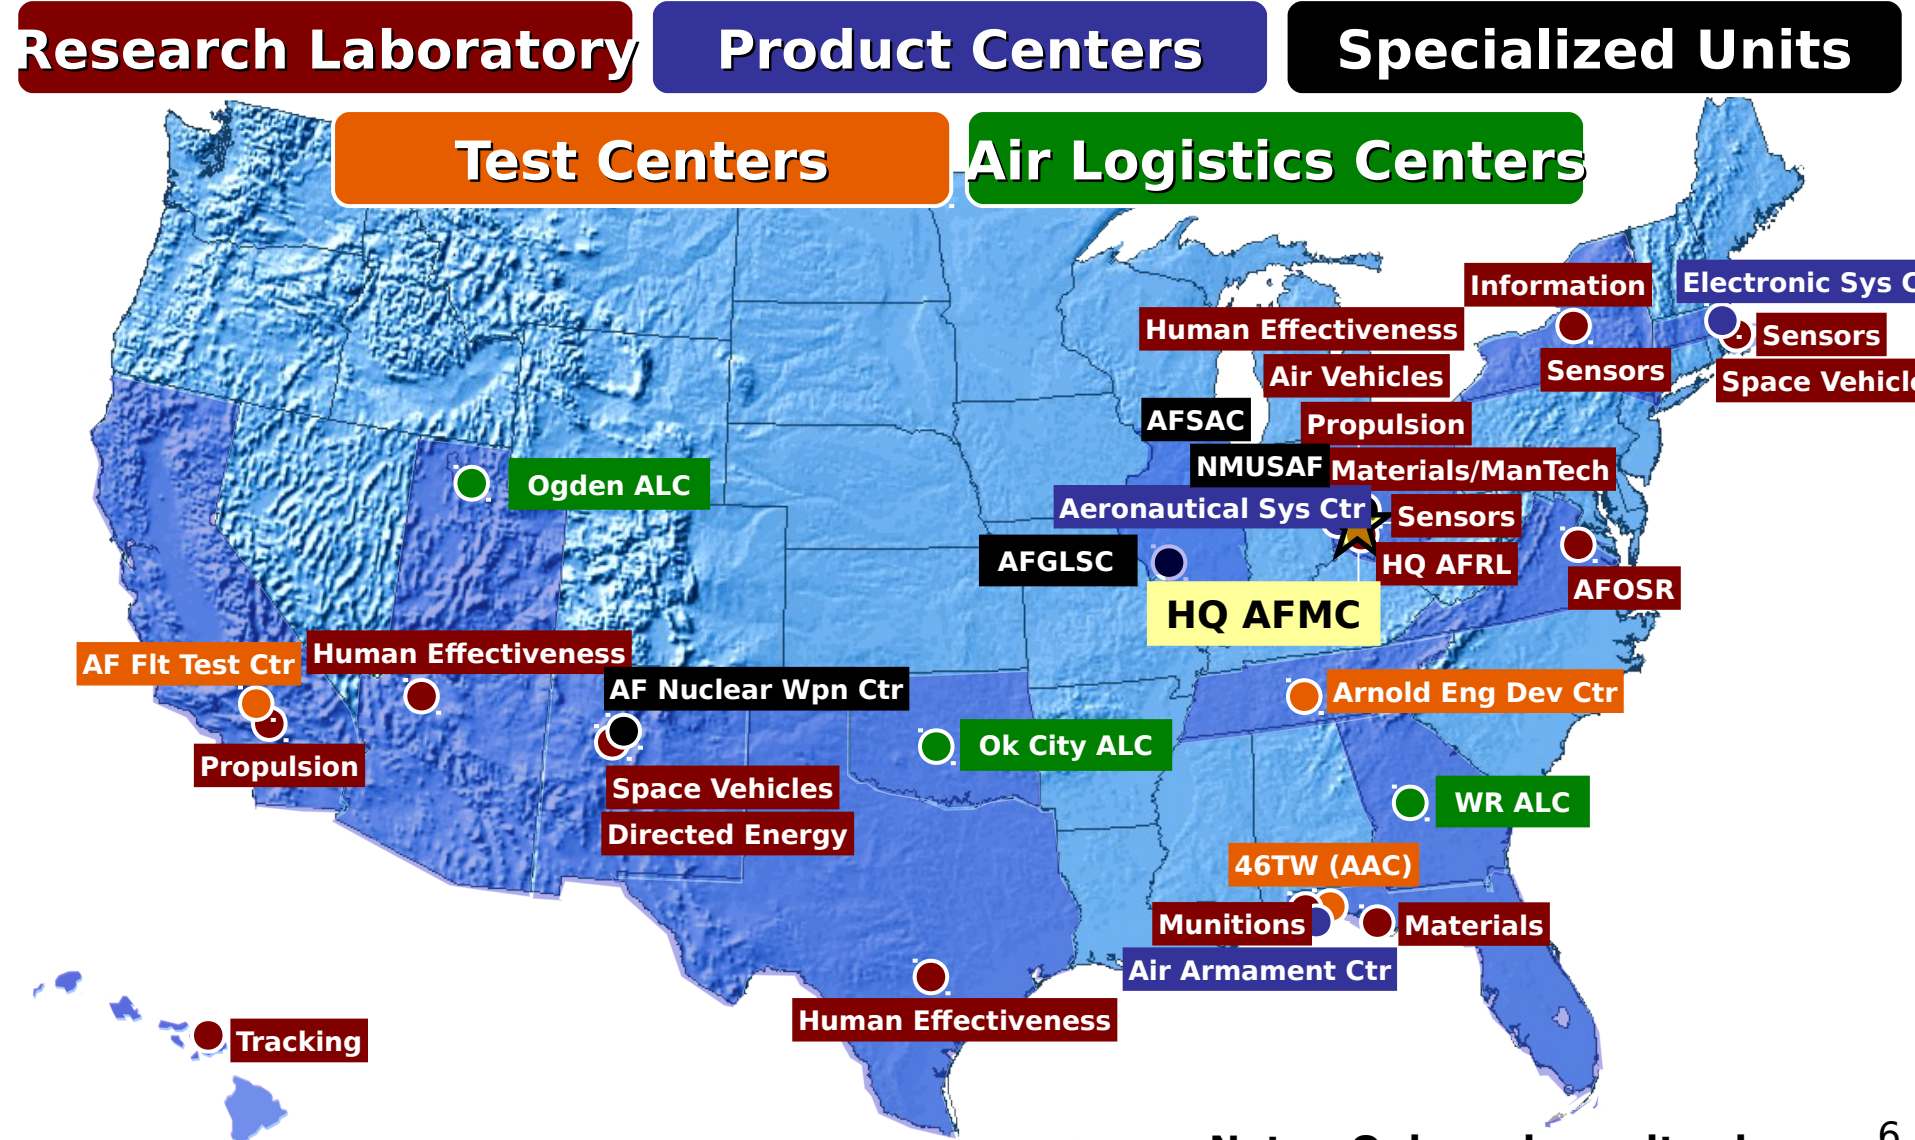 Research Laboratory
Product Centers
Specialized Units
Test Centers
Air Logistics Centers
Information
Electronic Sys C
Human Effectiveness
Sensors
Air Vehicles
Sensors
Space Vehicle
AFSAC
Propulsion
NMUSAF
Materials/ManTech
Ogden ALC
Aeronautical Sys Ctr
Sensors
AFGLSC
HQ AFRL
AFOSR
HQ AFMC
AF Flt Test Ctr
Human Effectiveness
AF Nuclear Wpn Ctr
Arnold Eng Dev Ctr
Propulsion
Ok City ALC
Space Vehicles
WR ALC
Directed Energy
46TW (AAC)
Munitions
Materials
Air Armament Ctr
Human Effectiveness
Tracking
6